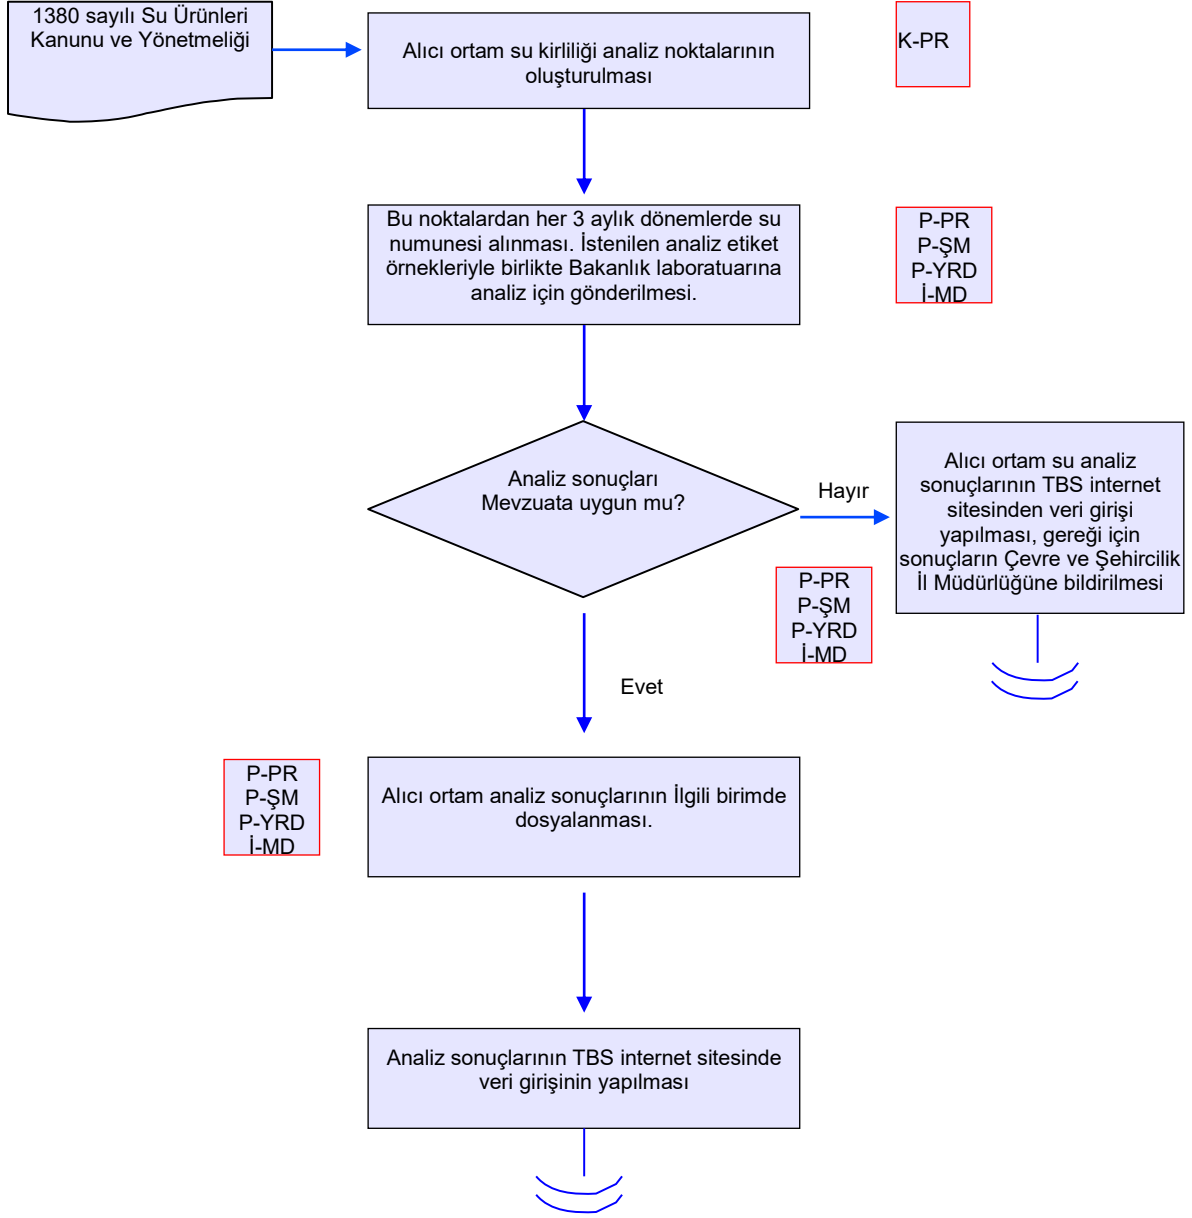 1380 sayılı Su Ürünleri
Kanunu ve Yönetmeliği
Alıcı ortam su kirliliği analiz noktalarının
oluşturulması
K-PR
Bu noktalardan her 3 aylık dönemlerde su
numunesi alınması. İstenilen analiz etiket
örnekleriyle birlikte Bakanlık laboratuarına
analiz için gönderilmesi.
P-PR
P-ŞM
P-YRD
İ-MD
Analiz sonuçları
Mevzuata uygun mu?
Hayır
Alıcı ortam su analiz
sonuçlarının TBS internet
sitesinden veri girişi
yapılması, gereği için
sonuçların Çevre ve Şehircilik
İl Müdürlüğüne bildirilmesi
P-PR
P-ŞM
P-YRD
İ-MD
Evet
P-PR
P-ŞM
P-YRD
İ-MD
Alıcı ortam analiz sonuçlarının İlgili birimde
dosyalanması.
Analiz sonuçlarının TBS internet sitesinde
veri girişinin yapılması